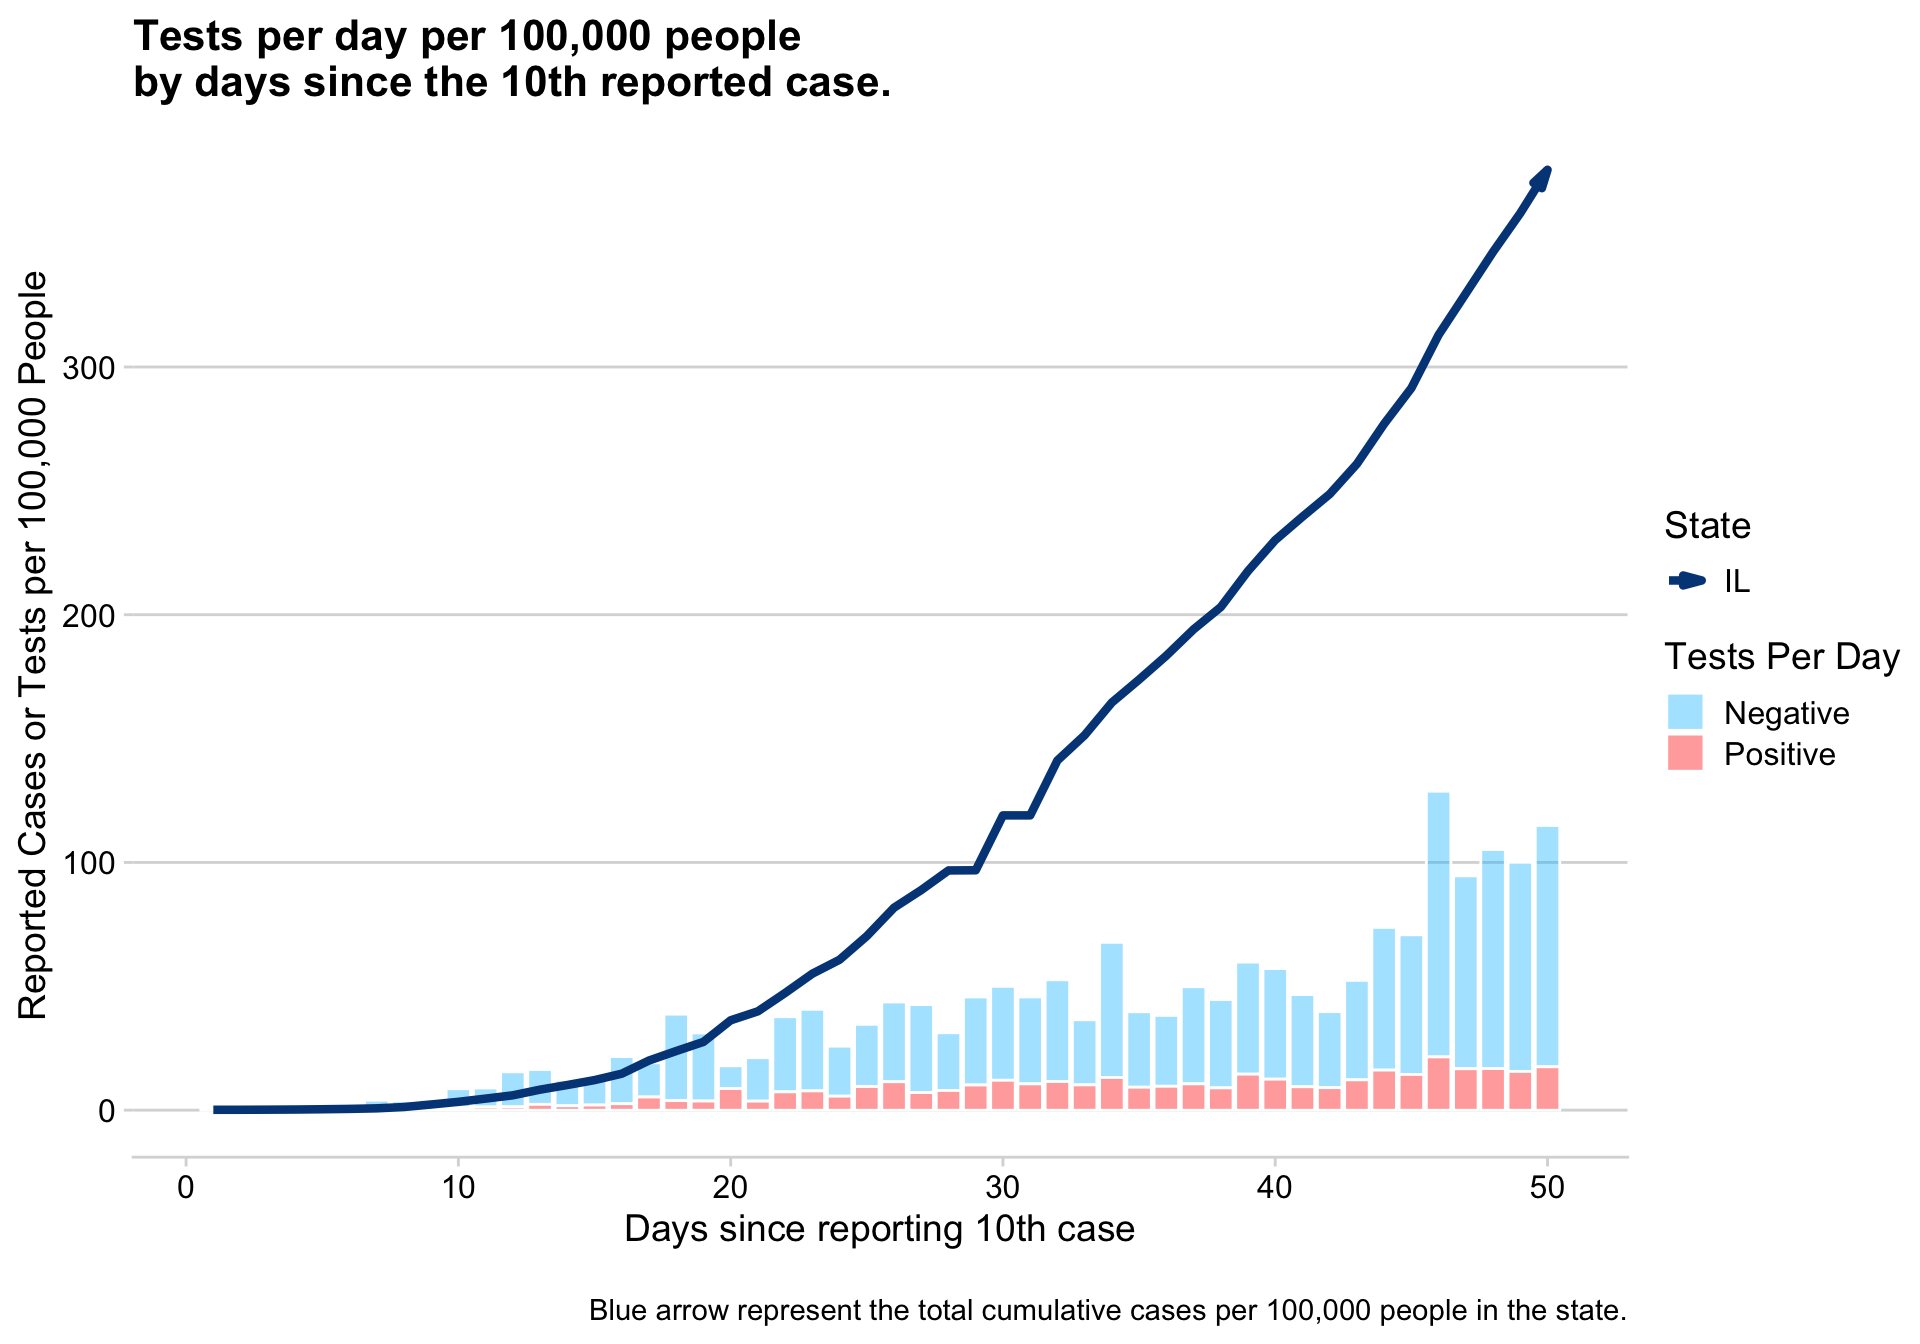 Tests per day per 100,000 people
by days since the 10th reported case.
Reported Cases or Tests per 100,000 People
300
200
100
0
0 10 20 30 40 50
Days since reporting 10th case
State
IL
Tests Per Day
Negative
Positive
Blue arrow represent the total cumulative cases per 100,000 people in the state.